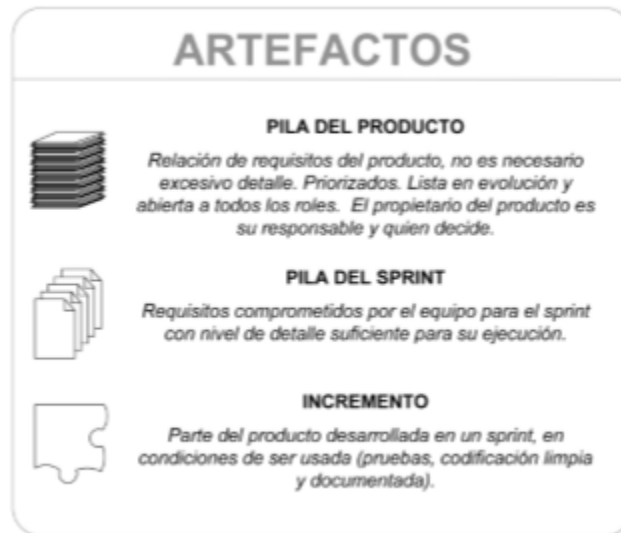 ARTEFACTOS
PILA DEL PRODUCTO
Relación de requisitos del producto, no es necesario
excesivo detalle. Priorizados. Lista en evolución y
abierta a todos los roles. El propietario del producto es
su responsable y quien decide.
PILA DEL SPRINT
Requisitos comprometidos por el equipo para el sprint
con nivel de detalle suficiente para su ejecución.
INCREMENTO
Parte del producto desarrollada en un sprint, en
condiciones de ser usada (pruebas, codificación limpia
y documentada).